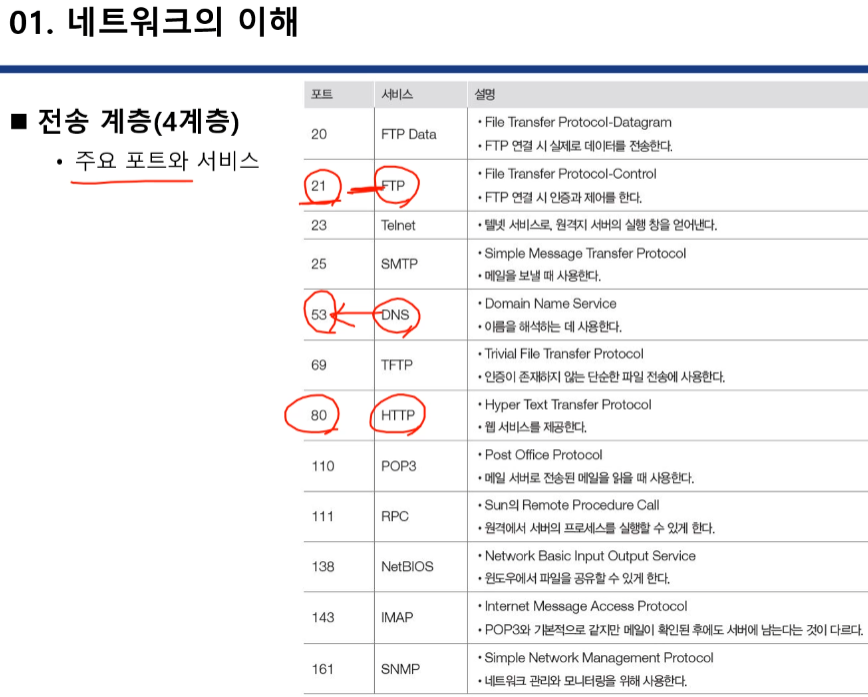 01. 네트워크의 이해
■ 전송 계층(4계층)
• 주요 포트와 서비스
포트 서비스 설명
20 FTP Data
• File Transfer Protocol-Datagram
• FTP 연결 시 실제로 데이터를 전송한다.
21 FTP
• File Transfer Protocol-Control
• FTP 연결 시 인증과 제어를 한다.
23 Telnet
• 텔넷 서비스로, 원격지 서버의 실행 창을 얻어낸다.
25 SMTP
• Simple Message Transfer Protocol
• 메일을 보낼 때 사용한다.
53 DNS
• Domain Name Service
• 이름을 해석하는 데 사용한다.
69 TFTP
• Trivial File Transfer Protocol
• 인증이 존재하지 않는 단순한 파일 전송에 사용한다.
80 HTTP
• Hyper Text Transfer Protocol
• 웹 서비스를 제공한다.
110 POP3
• Post Office Protocol
• 메일 서버로 전송된 메일을 읽을 때 사용한다.
111 RPC
• Sun의 Remote Procedure Call
• 원격에서 서버의 프로세스를 실행할 수 있게 한다.
138 NetBIOS
• Network Basic Input Output Service
• 윈도우에서 파일을 공유할 수 있게 한다.
143 IMAP
• Internet Message Access Protocol
• POP3와 기본적으로 같지만 메일이 확인된 후에도 서버에 남는다는 것이 다르다.
161 SNMP
• Simple Network Management Protocol
• 네트워크 관리와 모니터링을 위해 사용한다.